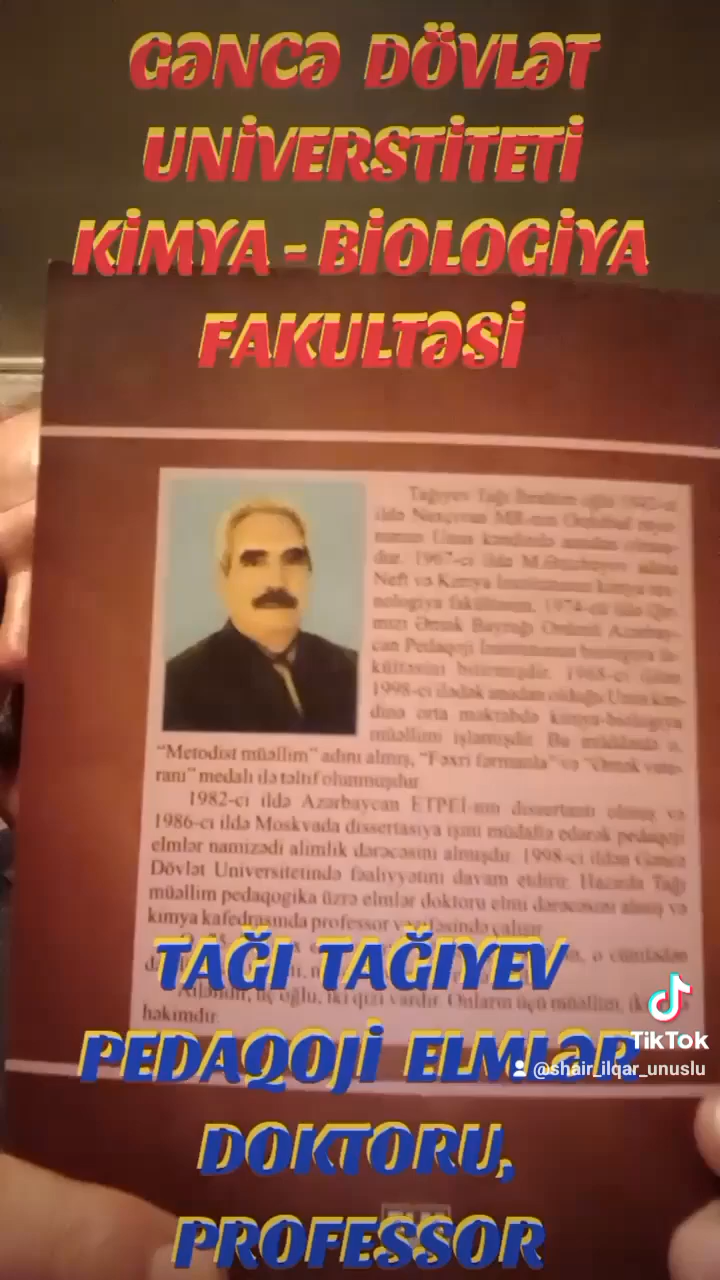 GƏNCƏ DÖVLƏT
UNİVERSTİTETİ
KİMYA - BİOLOGİYA
FAKULTƏSİ
Tağıyev Tağı İbrahim oğlu 1942-ci
ildə Naxçıvan MR-nın Ordubad rayo-
nunun Unus kəndində anadan olmuş-
dur. 1967-ci ildə M.Əzizbəyov adına
Neft və Kimya İnstitutunun kimya tex-
nologiya fakültəsini, 1974-cü ildə Qır-
mızı Əmək Bayrağı Ordenli Azərbay-
can Pedaqoji İnstitutunun biologiya fa-
kültəsini bitirmişdir. 1968-ci ildən
1998-ci ilədək anadan olduğu Unus kən-
dinə orta məktəbdə kimya-biologiya
müəllimi işləmişdir. Bu müddətdə o,
"Metodist müəllim" adını almış, "Fəxri fərmanla" və "Əmək vete-
ranı" medalı ilə təltif olunmuşdur.
1982-ci ildə Azərbaycan ETPEİ-nin dissertantı olmuş və
1986-cı ildə Moskvada dissertasiya işini müdafiə edərək pedaqoji
elmlər namizədi alimlik dərəcəsini almışdır. 1998-ci ildən Gəncə
Dövlət Universitetində fəaliyyətini davam etdirir. Hazırda Tağı
müəllim pedaqogika üzrə elmlər doktoru elmi dərəcəsini almış və
kimya kafedrasında professor vəzifəsində çalışır.
o cümlədən
TAĞI TAĞIYEV
Ailəlidir, üç oğlu, iki qızı vardır. Onların üçü müəllim,
həkimdir.
PEDAQOJİ ELMLƏR
DOKTORU,
PROFESSOR
TikTok
@shair_ilqar_unuslu